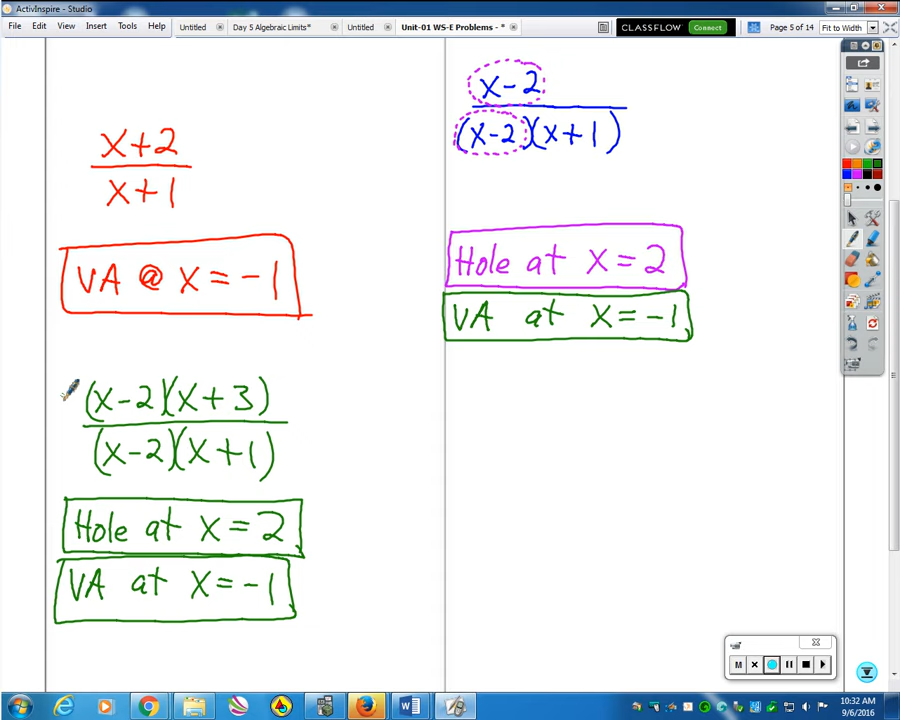 ActivInspire - Studio
File Edit View Insert Tools Help
Untitled
Day 5 Algebraic Limits*
Untitled
Unit-01 WS-E Problems - *
CLASSFLOW Connect
Page 5 of 14
Fit to Width
x+2
x+1
VA @ x = -1
(x-2)(x+3)
(x-2)(x+1)
Hole at x = 2
VA at x = -1
x-2
(x-2)(x+1)
Hole at x = 2
VA at x = -1
M
10:32 AM
9/6/2016